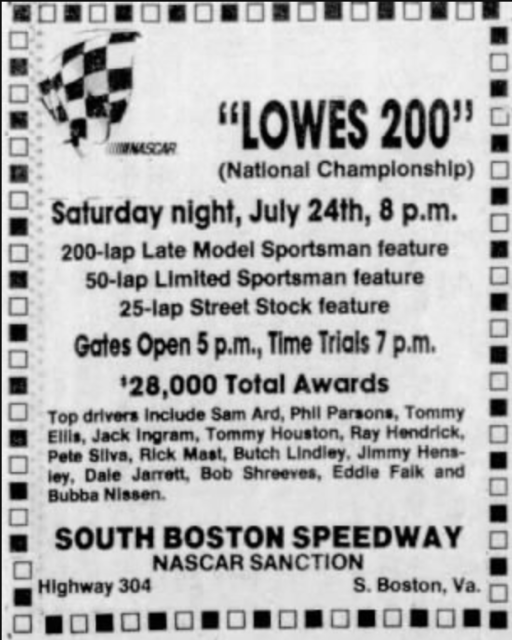 NASCAR
“LOWES 200”
(National Championship)
Saturday night, July 24th, 8 p.m.
200-lap Late Model Sportsman feature
50-lap Limited Sportsman feature
25-lap Street Stock feature
Gates Open 5 p.m., Time Trials 7 p.m.
$28,000 Total Awards
Top drivers include Sam Ard, Phil Parsons, Tommy
Ellis, Jack Ingram, Tommy Houston, Ray Hendrick,
Pete Silva, Rick Mast, Butch Lindley, Jimmy Hens-
ley, Dale Jarrett, Bob Shreeves, Eddie Falk and
Bubba Nissen.
SOUTH BOSTON SPEEDWAY
NASCAR SANCTION
Highway 304 S. Boston, Va.